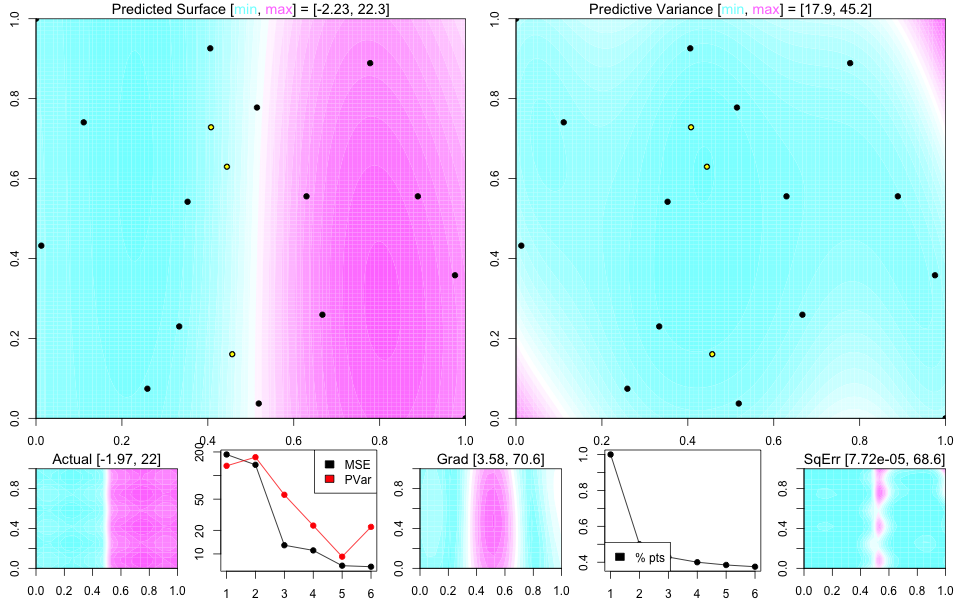 Predicted Surface [min, max] = [-2.23, 22.3]
Predictive Variance [min, max] = [17.9, 45.2]
1.0
0.8
0.6
0.4
0.2
0.0
0.0 0.2 0.4 0.6 0.8 1.0
1.0
0.8
0.6
0.4
0.2
0.0
0.0 0.2 0.4 0.6 0.8 1.0
Actual [-1.97, 22]
0.8
0.4
0.0
0.0 0.2 0.4 0.6 0.8 1.0
200
50
20
10
MSE
PVar
1 2 3 4 5 6
Grad [3.58, 70.6]
0.8
0.4
0.0
0.0 0.2 0.4 0.6 0.8 1.0
1.0
0.8
0.6
0.4
% pts
1 2 3 4 5 6
SqErr [7.72e-05, 68.6]
0.8
0.4
0.0
0.0 0.2 0.4 0.6 0.8 1.0